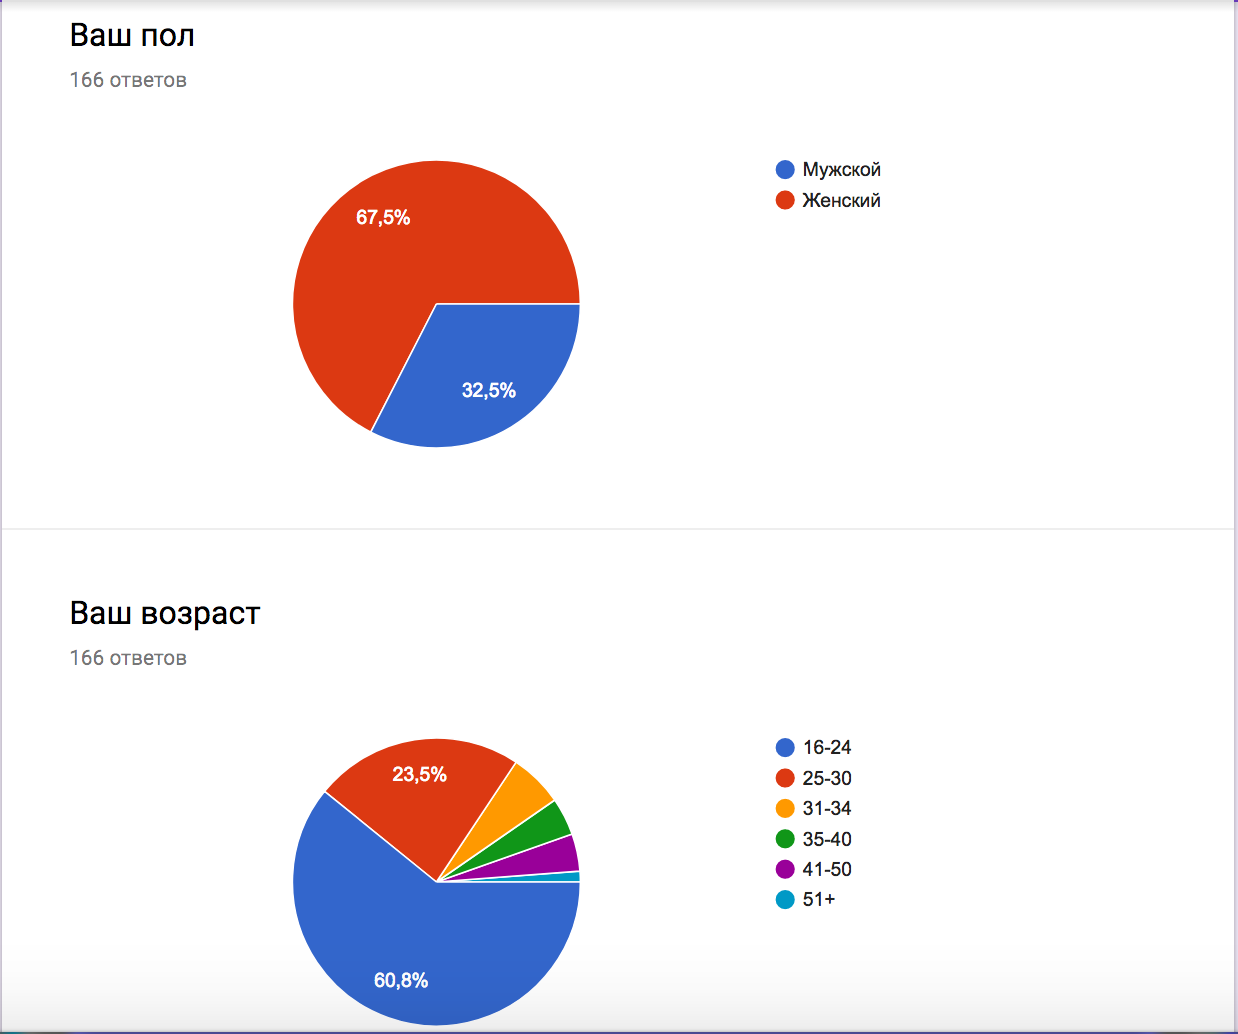 Ваш пол
166 ответов
67,5%
32,5%
Мужской
Женский
Ваш возраст
166 ответов
23,5%
60,8%
16-24
25-30
31-34
35-40
41-50
51+